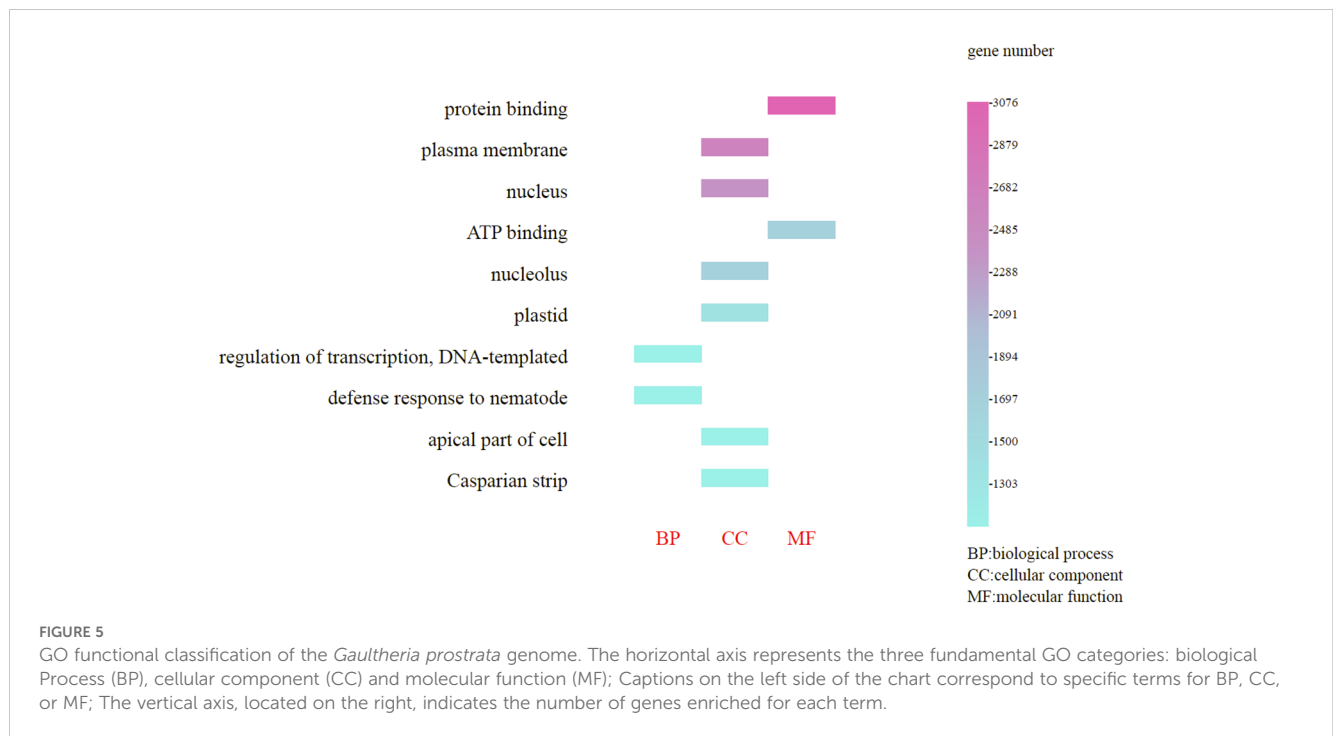 gene number
protein binding
plasma membrane
nucleus
ATP binding
nucleolus
plastid
regulation of transcription, DNA-templated
defense response to nematode
apical part of cell
Casparian strip
BP CC MF
-3076
-2879
-2682
-2485
-2288
-2091
-1894
-1697
-1500
-1303
BP:biological process
CC:cellular component
MF:molecular function
FIGURE 5
GO functional classification of the Gaultheria prostrata genome. The horizontal axis represents the three fundamental GO categories: biological
Process (BP), cellular component (CC) and molecular function (MF); Captions on the left side of the chart correspond to specific terms for BP, CC,
or MF; The vertical axis, located on the right, indicates the number of genes enriched for each term.